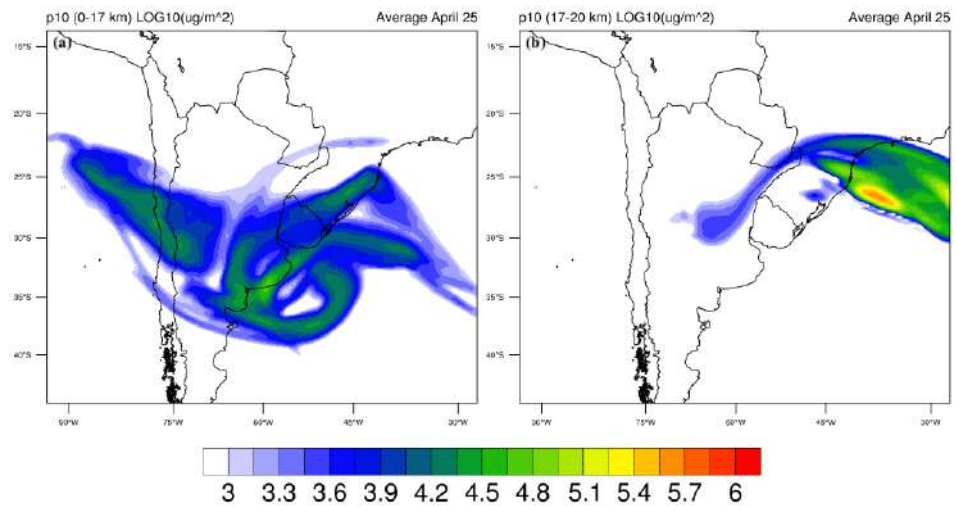 p10 (0-17 km) LOG10(ug/m^2) Average April 25
(a)
15°S
20°S
25°S
30°S
35°S
40°S
90°W 75°W 60°W 45°W 30°W
p10 (17-20 km) LOG10(ug/m^2) Average April 25
(b)
15°S
20°S
25°S
30°S
35°S
40°S
90°W 75°W 60°W 45°W 30°W
3 3.3 3.6 3.9 4.2 4.5 4.8 5.1 5.4 5.7 6